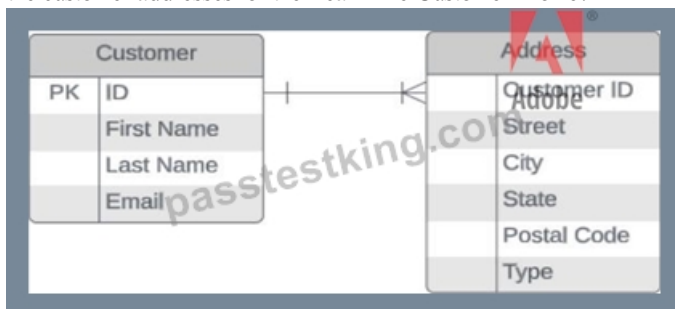 Customer
PK ID
First Name
Last Name
Email
Address
Customer ID
Street
City
State
Postal Code
Type
Adobe
®
passtestking.com